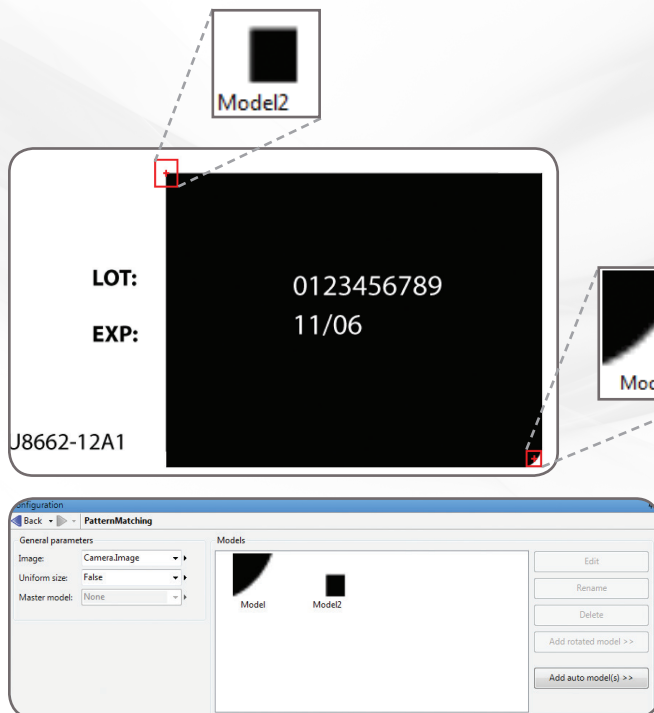 Model2
LOT:
0123456789
EXP:
11/06
J8662-12A1
Back
PatternMatching
General parameters
Models
Image:
Camera.Image
Edit
Uniform size:
False
Rename
Master model:
None
Model
Model2
Delete
Add rotated model >>
Add auto model(s) >>